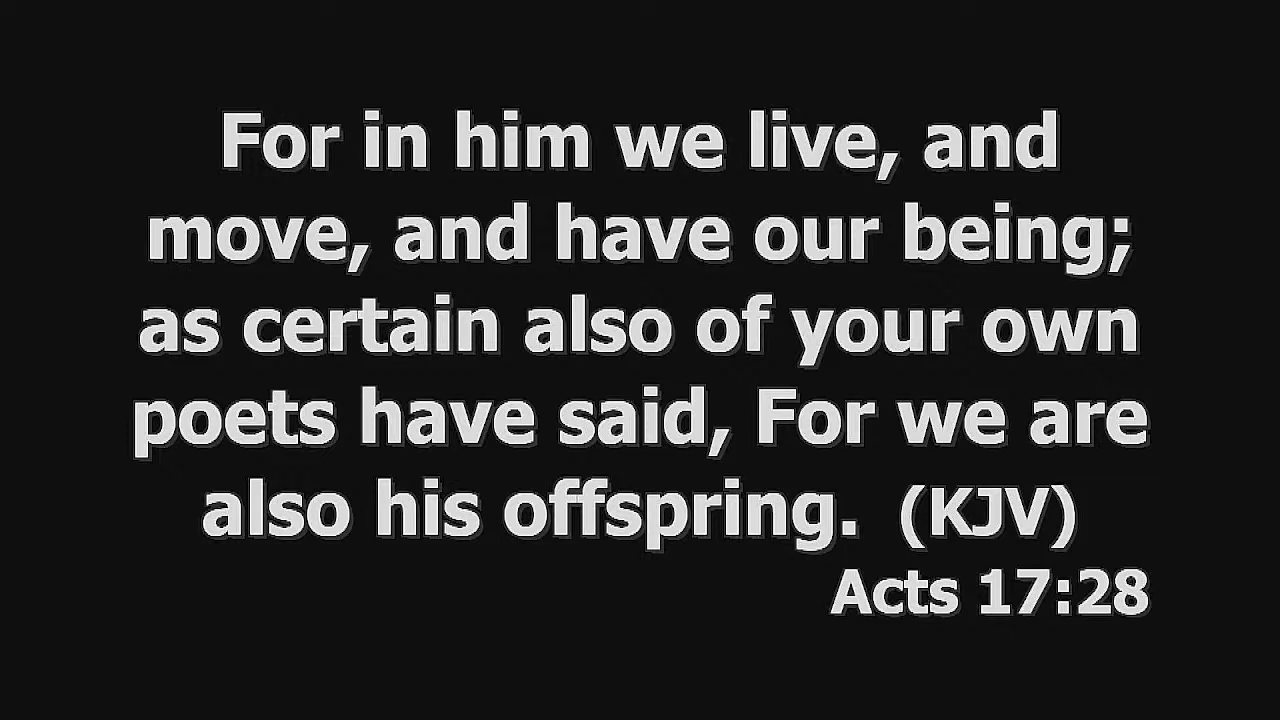 For in him we live, and
move, and have our being;
as certain also of your own
poets have said, For we are
also his offspring. (KJV)
Acts 17:28